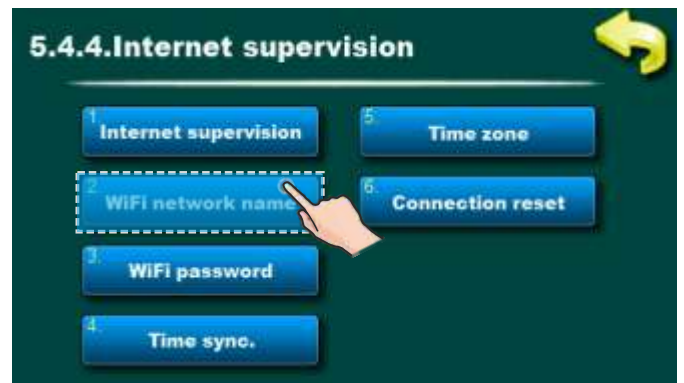 5.4.4.Internet supervision
1.
Internet supervision
2.
WiFi network name
3.
WiFi password
4.
Time sync.
5.
Time zone
6.
Connection reset